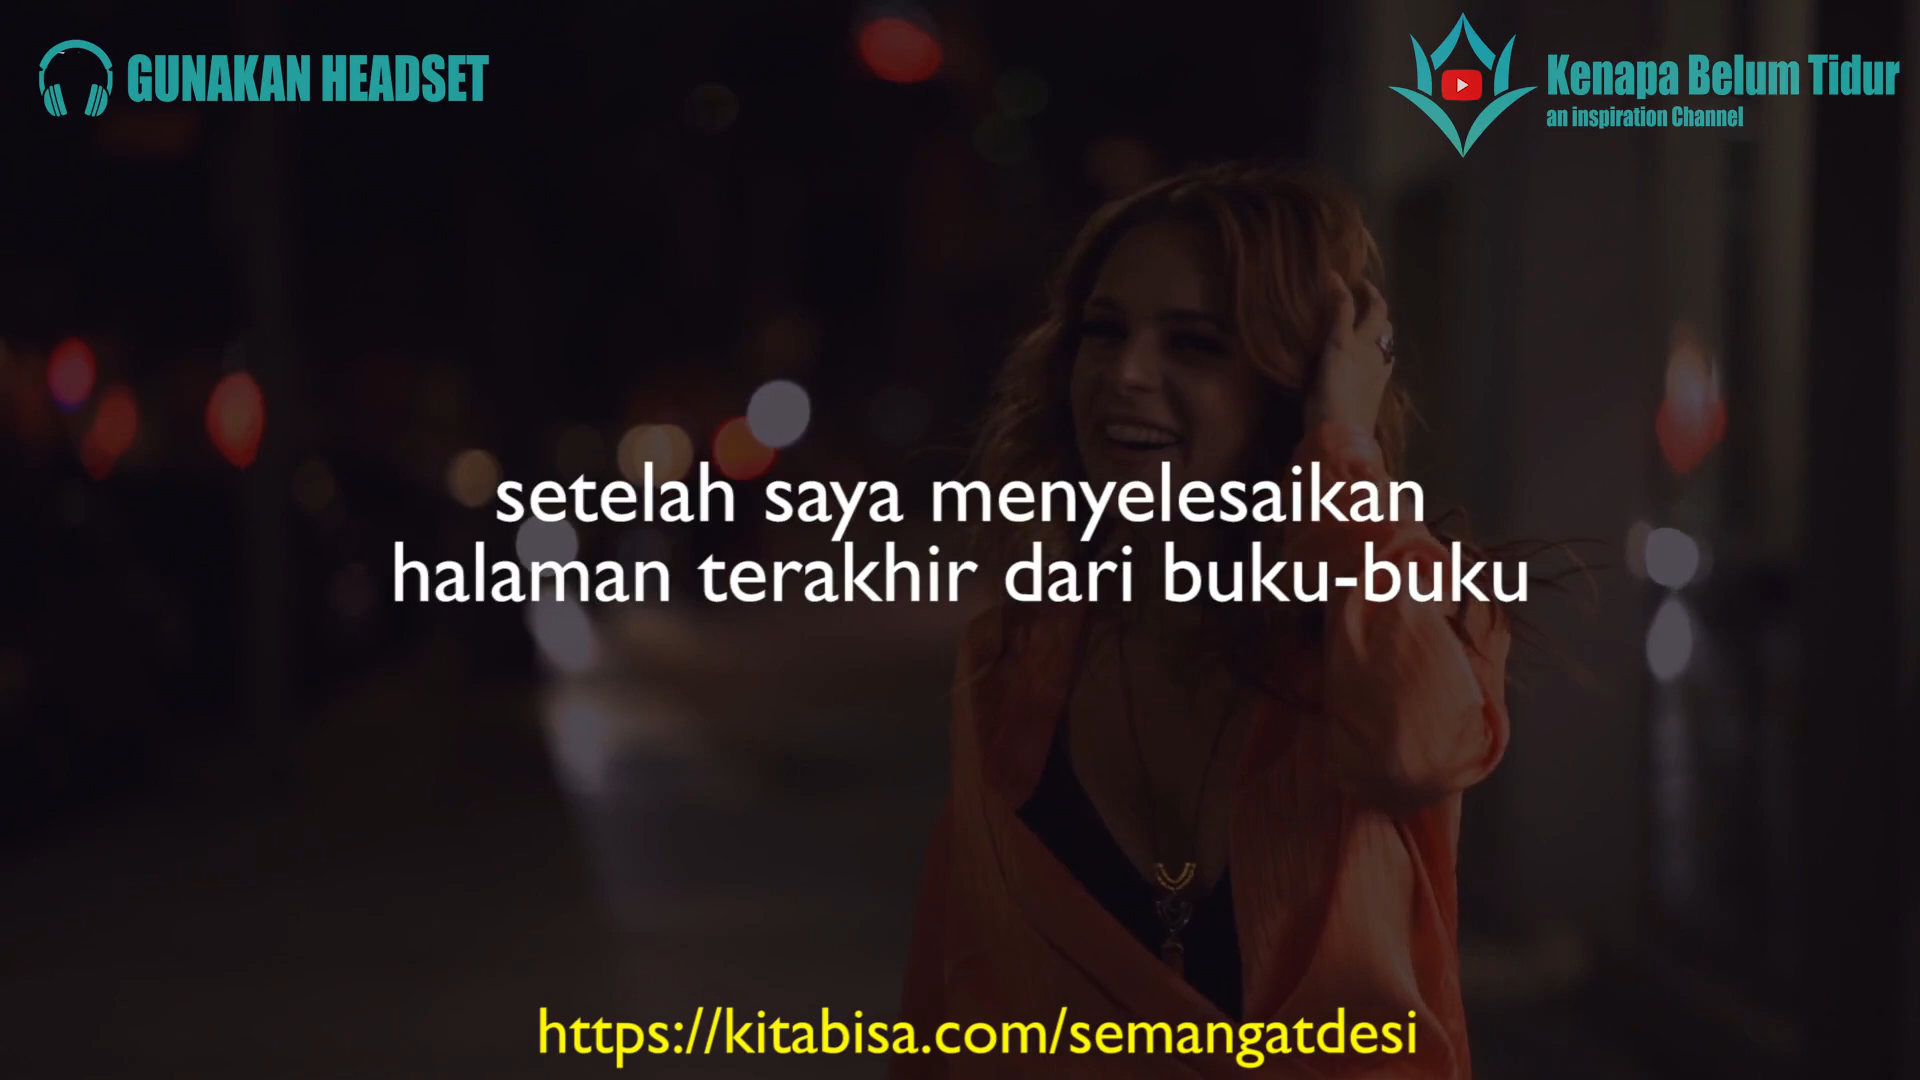 GUNAKAN HEADSET
Kenapa Belum Tidur
an inspiration Channel
setelah saya menyelesaikan
halaman terakhir dari buku-buku
https://kitabisa.com/semangatdesi